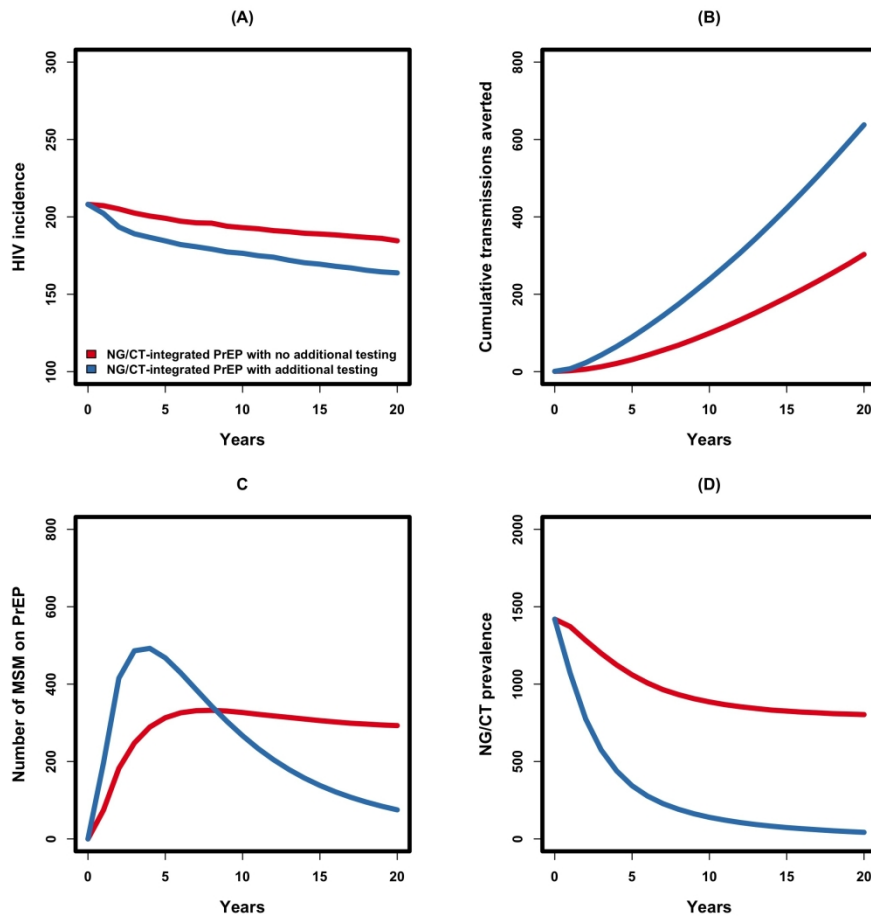 (A)
HIV incidence
300
250
200
150
100
NG/CT-integrated PrEP with no additional testing
NG/CT-integrated PrEP with additional testing
0 5 10 15 20
Years
(B)
Cumulative transmissions averted
800
600
400
200
0
0 5 10 15 20
Years
C
Number of MSM on PrEP
800
600
400
200
0
0 5 10 15 20
Years
(D)
NG/CT prevalence
2000
1500
1000
500
0
0 5 10 15 20
Years